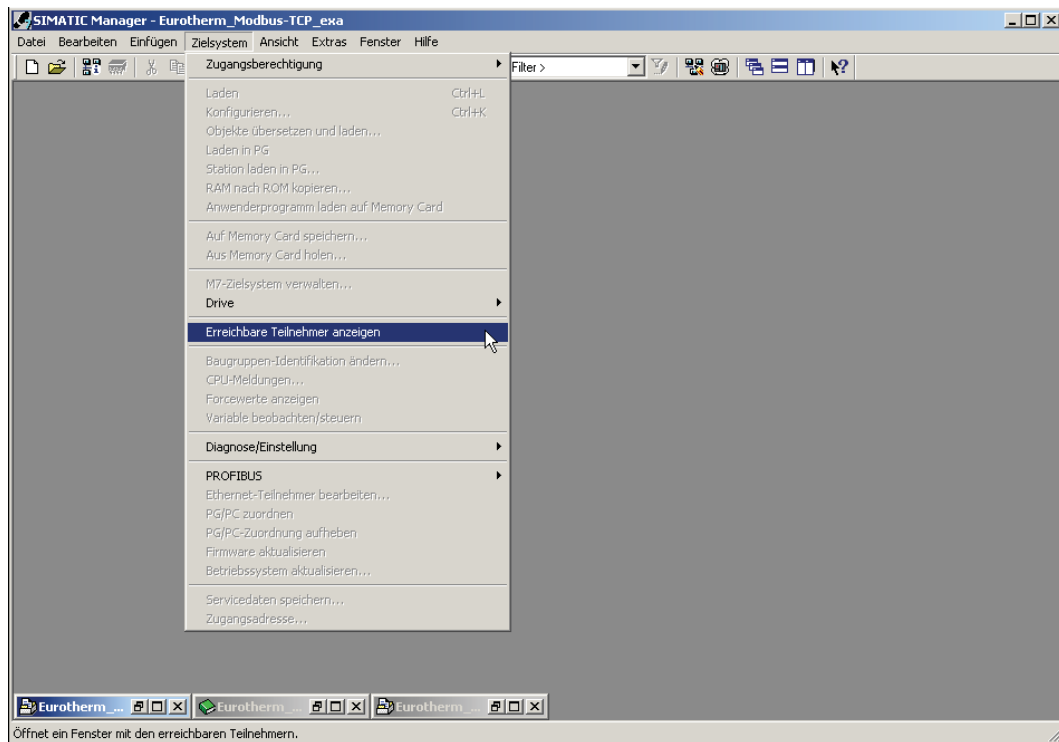 SIMATIC Manager - Eurotherm_Modbus-TCP_exa
Datei Bearbeiten Einfügen Zielsystem Ansicht Extras Fenster Hilfe
Filter >
Zugangsberechtigung
Laden Ctrl+L
Konfigurieren... Ctrl+K
Objekte übersetzen und laden...
Laden in PG
Station laden in PG...
RAM nach ROM kopieren...
Anwenderprogramm laden auf Memory Card
Auf Memory Card speichern...
Aus Memory Card holen...
M7-Zielsystem verwalten...
Drive
Erreichbare Teilnehmer anzeigen
Baugruppen-Identifikation ändern...
CPU-Meldungen...
Forcewerte anzeigen
Variable beobachten/steuern
Diagnose/Einstellung
PROFIBUS
Ethernet-Teilnehmer bearbeiten...
PG/PC zuordnen
PG/PC-Zuordnung aufheben
Firmware aktualisieren
Betriebssystem aktualisieren...
Servicedaten speichern...
Zugangsadresse...
Eurotherm_... Eurotherm_... Eurotherm_...
Öffnet ein Fenster mit den erreichbaren Teilnehmern.